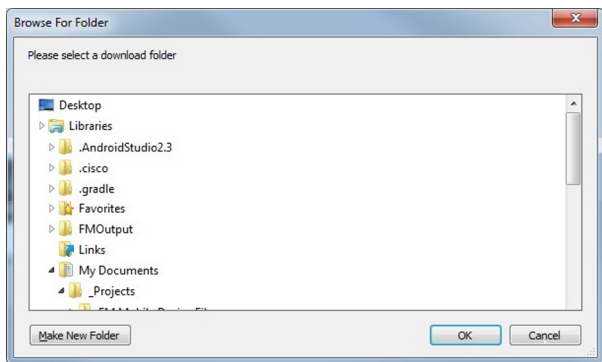 Browse For Folder
Please select a download folder
Desktop
Libraries
.AndroidStudio2.3
.cisco
.gradle
Favorites
FMOutput
Links
My Documents
_Projects
Make New Folder
OK
Cancel